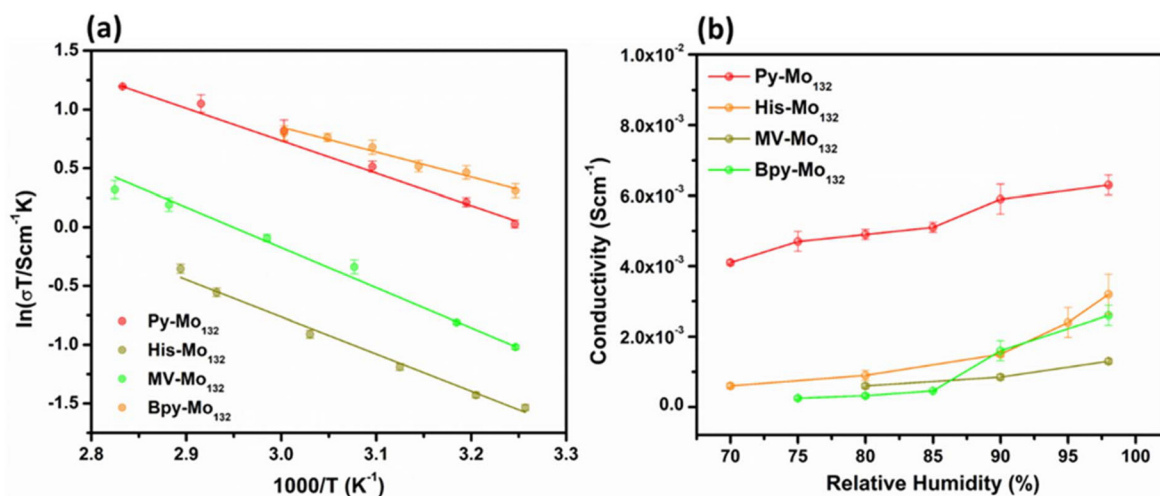 (a)
1.5
1.0
0.5
0.0
-0.5
-1.0
-1.5
ln(σT/Scm⁻¹K)
Py-Mo₁₃₂
His-Mo₁₃₂
MV-Mo₁₃₂
Bpy-Mo₁₃₂
2.8 2.9 3.0 3.1 3.2 3.3
1000/T (K⁻¹)
(b)
1.0x10⁻²
8.0x10⁻³
6.0x10⁻³
4.0x10⁻³
2.0x10⁻³
0.0
Conductivity (Scm⁻¹)
Py-Mo₁₃₂
His-Mo₁₃₂
MV-Mo₁₃₂
Bpy-Mo₁₃₂
70 75 80 85 90 95 100
Relative Humidity (%)